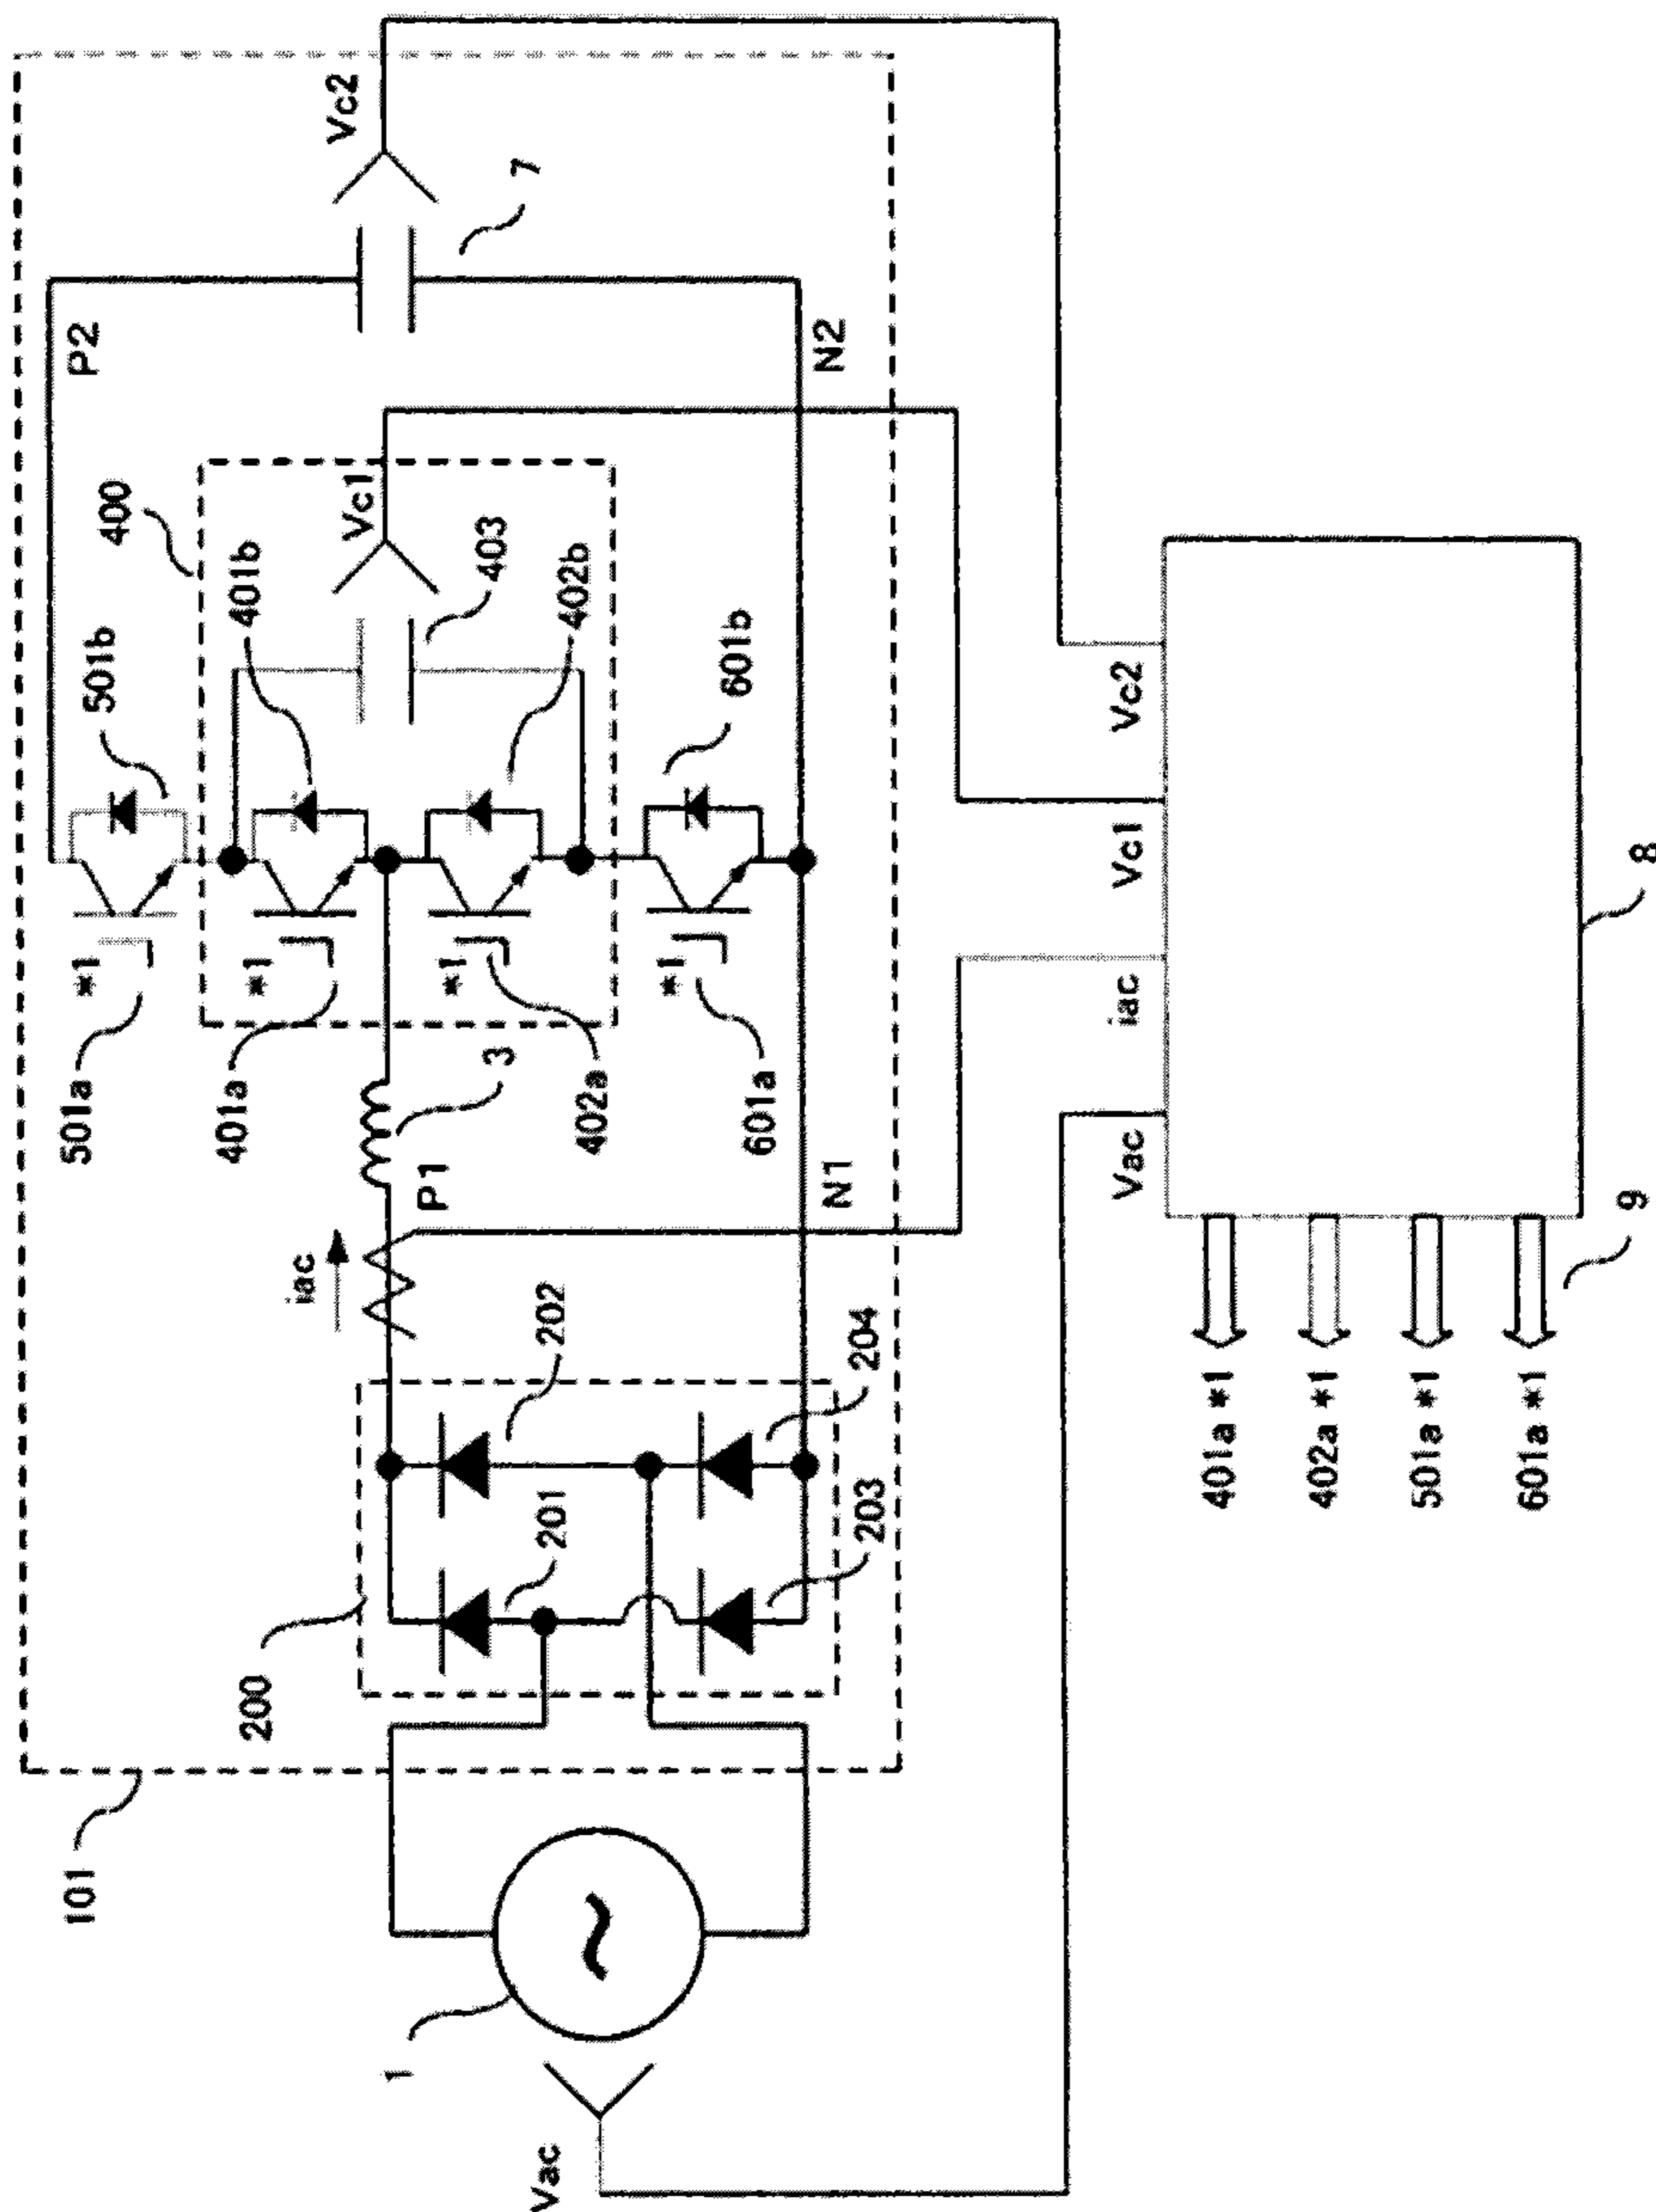 101
501a
*1
501b
P2
Vc2
400
401a
*1
401b
Vc1
403
7
402a
*1
402b
3
601a
*1
601b
N2
200
201
202
203
204
iac
P1
N1
1
Vac
Vac
iac
Vc1
Vc2
401a *1
402a *1
501a *1
601a *1
9
8